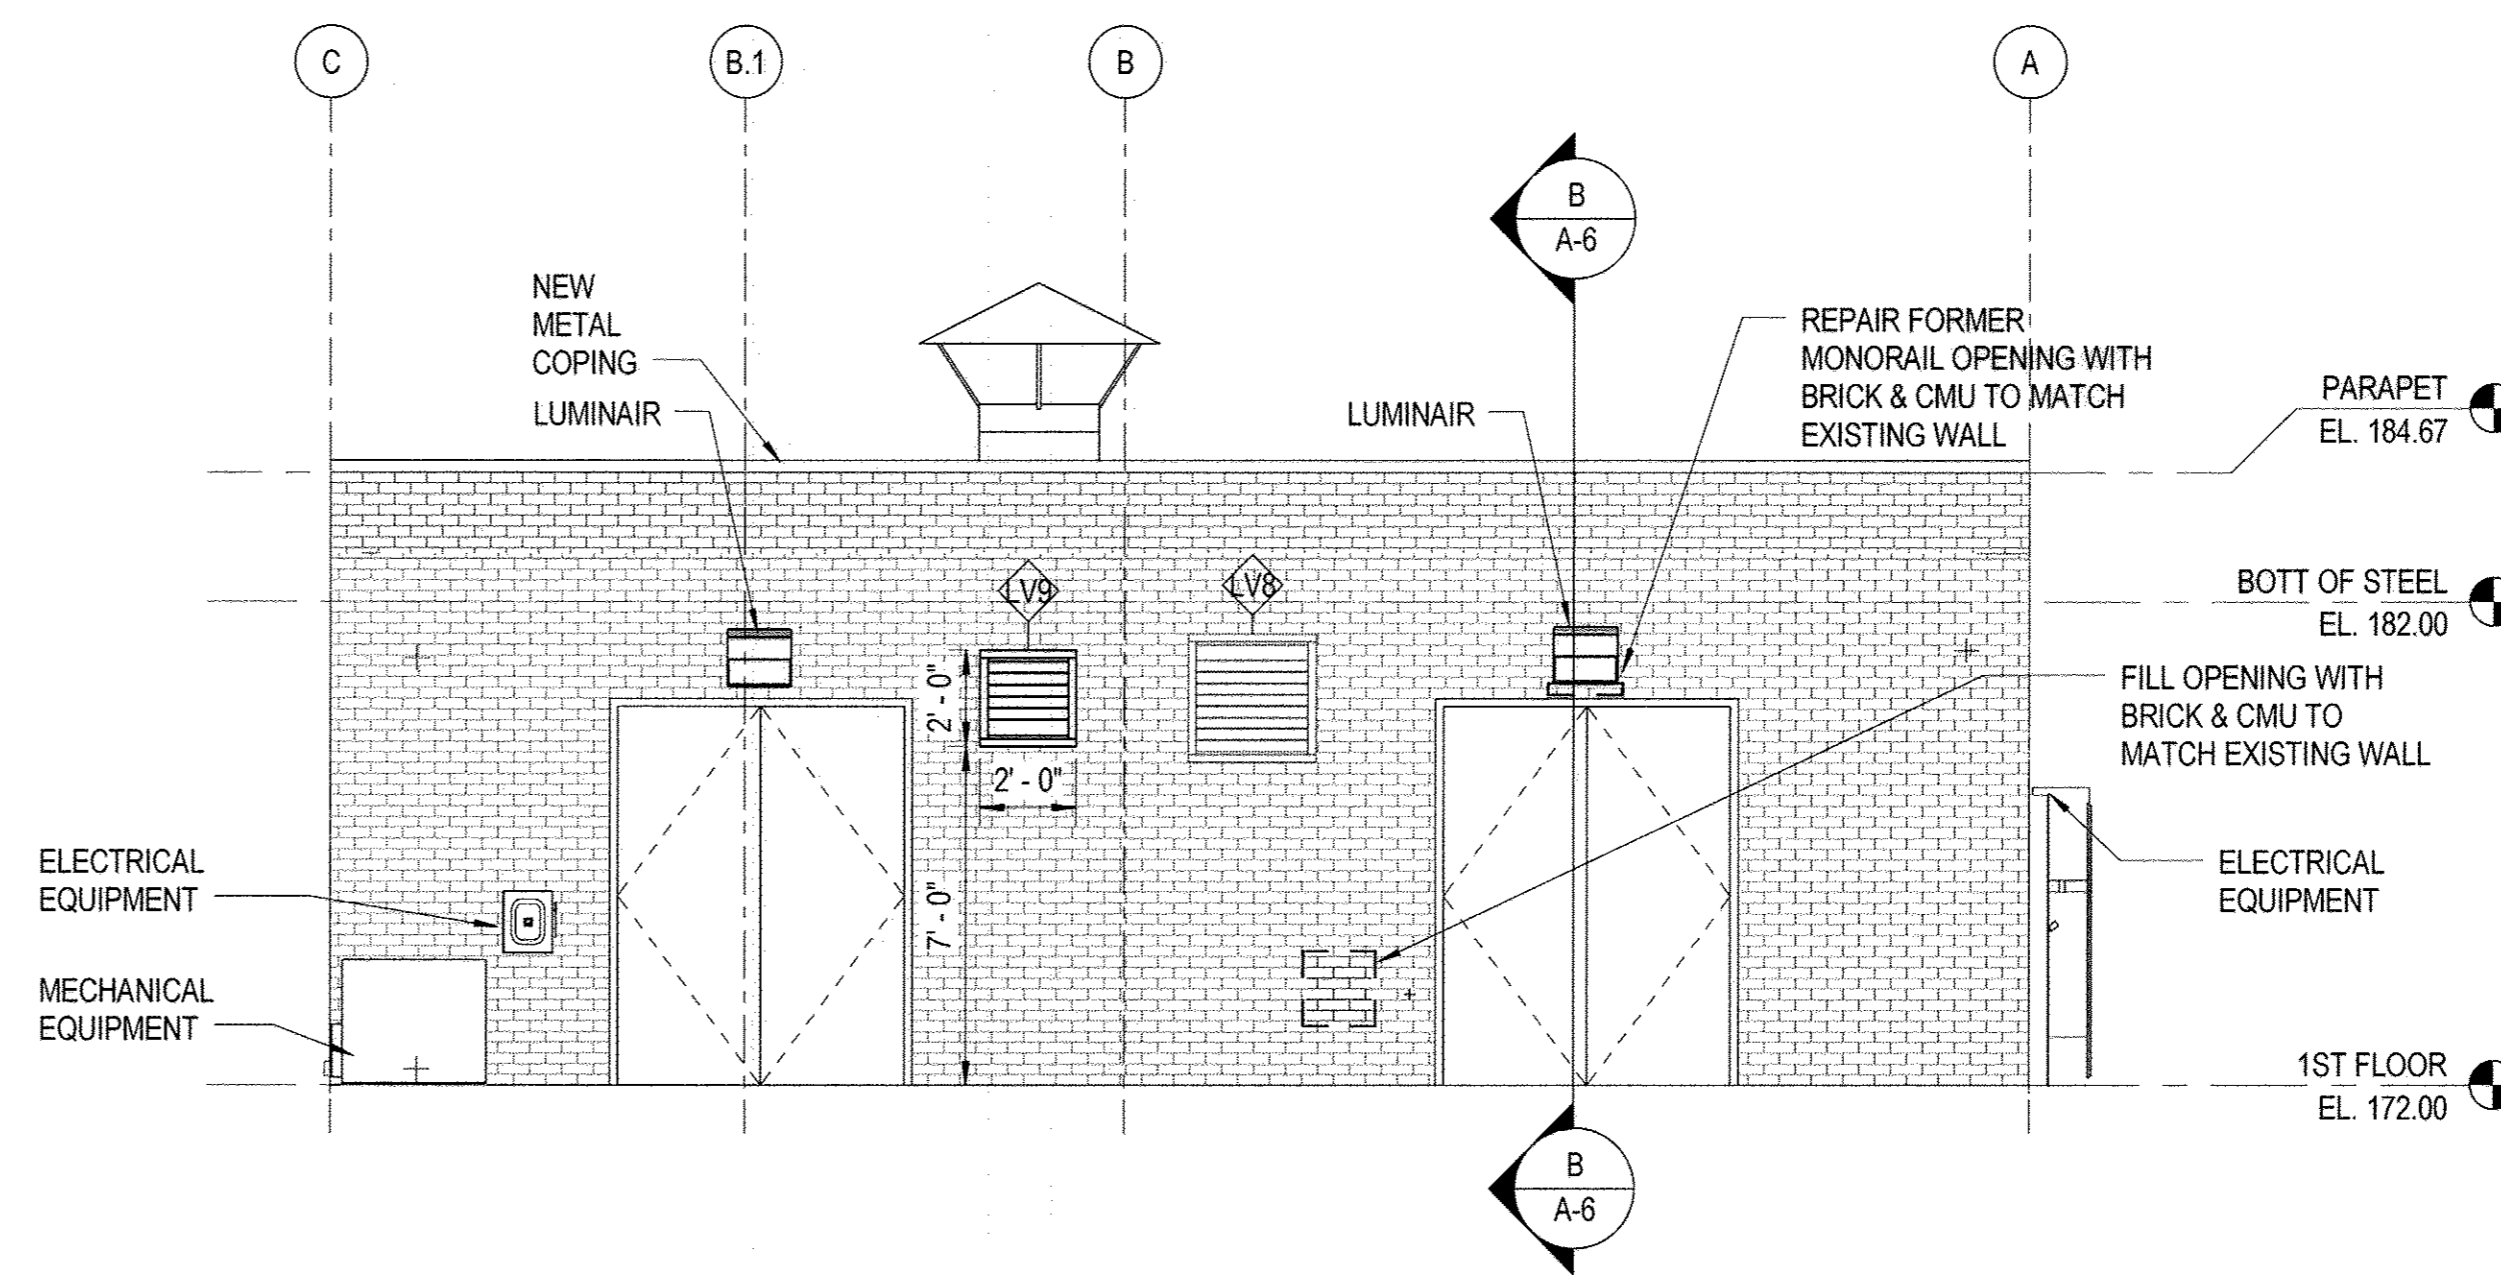 C
B.1
B
A
B
A-6
NEW
METAL
COPING
LUMINAIR
LUMINAIR
REPAIR FORMER
MONORAIL OPENING WITH
BRICK & CMU TO MATCH
EXISTING WALL
PARAPET
EL. 184.67
LV9
LV8
BOTT OF STEEL
EL. 182.00
2' - 0"
2' - 0"
7' - 0"
FILL OPENING WITH
BRICK & CMU TO
MATCH EXISTING WALL
ELECTRICAL
EQUIPMENT
MECHANICAL
EQUIPMENT
ELECTRICAL
EQUIPMENT
1ST FLOOR
EL. 172.00
B
A-6